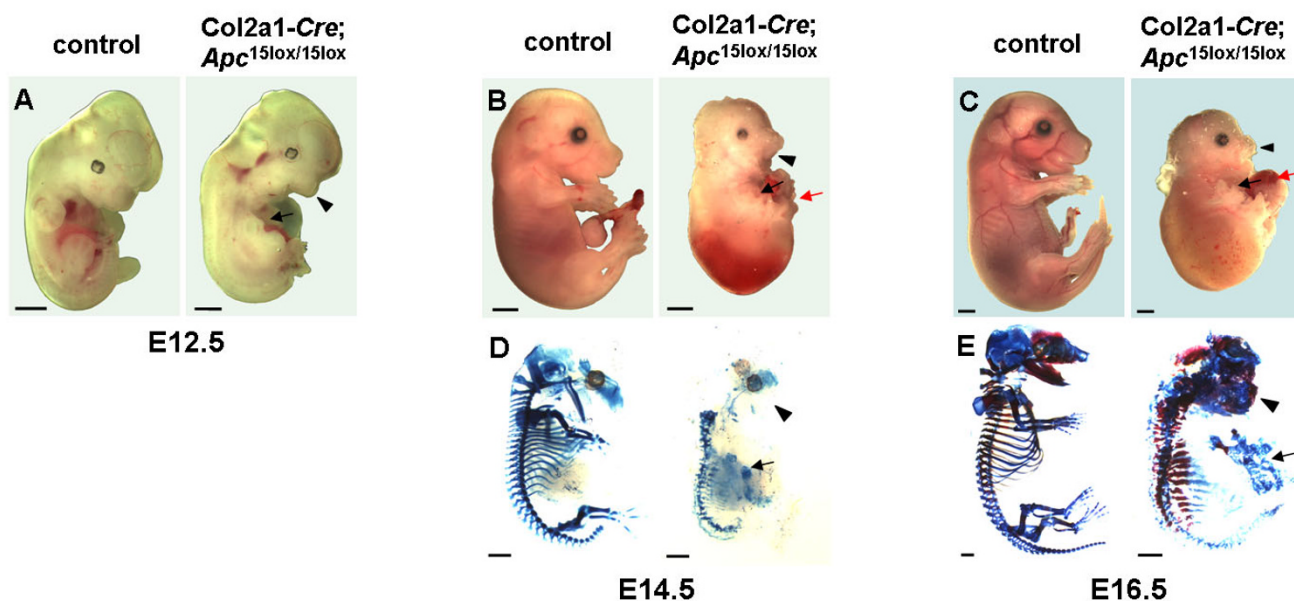 control
Col2a1-Cre;
Apc15lox/15lox
control
Col2a1-Cre;
Apc15lox/15lox
control
Col2a1-Cre;
Apc15lox/15lox
A
B
C
E12.5
D
E
E14.5
E16.5